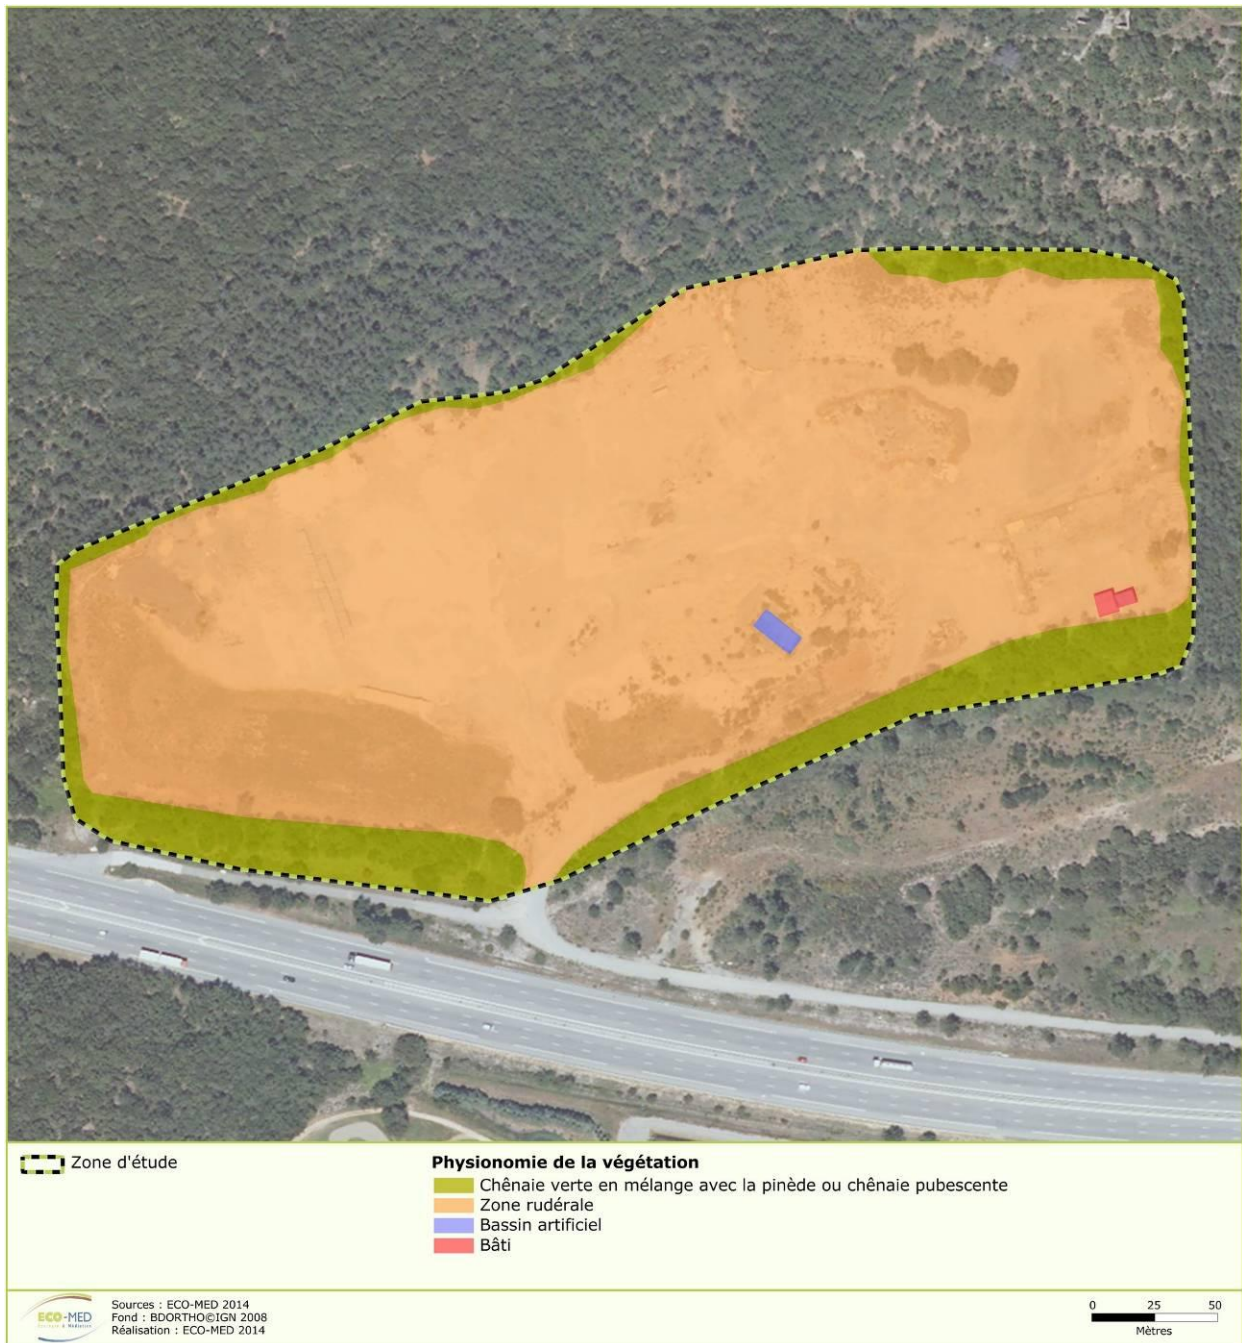 Zone d'étude
Physionomie de la végétation
Chênaie verte en mélange avec la pinède ou chênaie pubescente
Zone rudérale
Bassin artificiel
Bâti
ECO-MED
Sources : ECO-MED 2014
Fond : BDORTHO©IGN 2008
Réalisation : ECO-MED 2014
0 25 50
Mètres